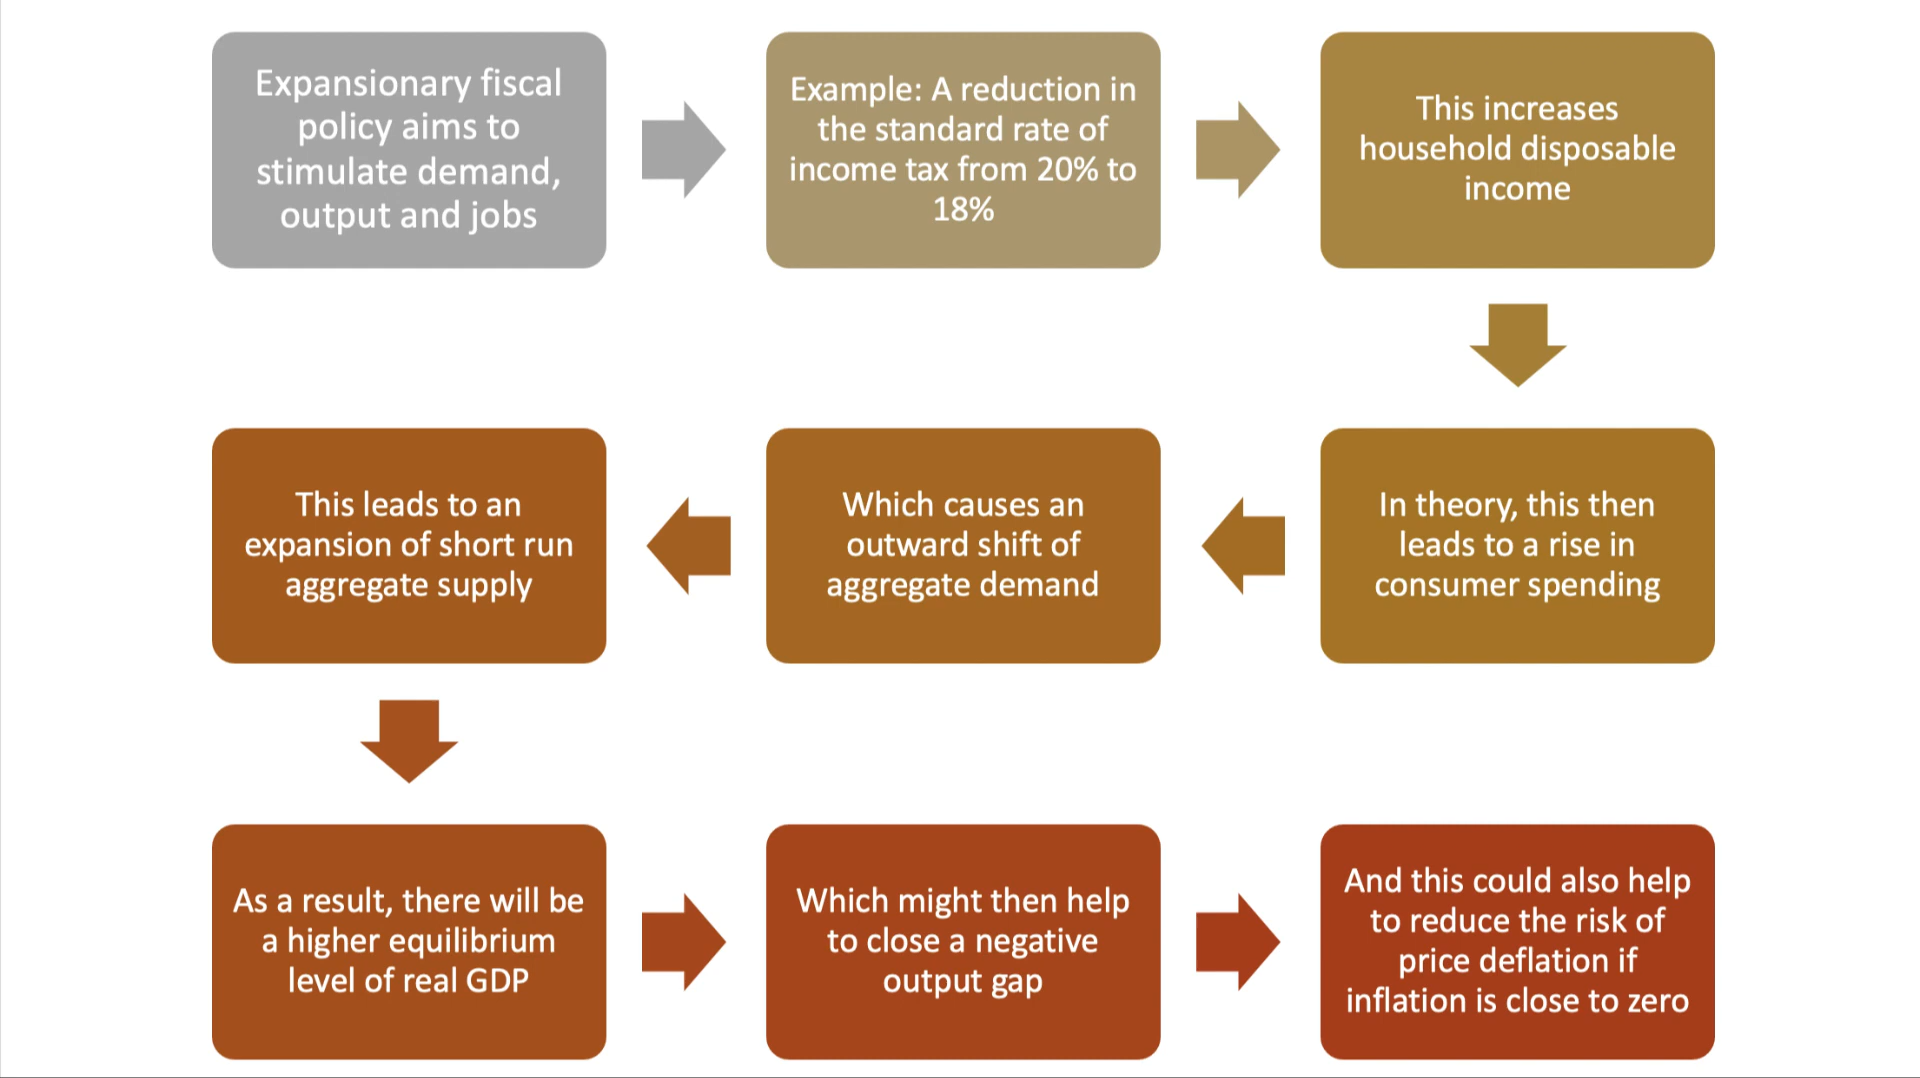 Expansionary fiscal
policy aims to
stimulate demand,
output and jobs
Example: A reduction in
the standard rate of
income tax from 20% to
18%
This increases
household disposable
income
In theory, this then
leads to a rise in
consumer spending
Which causes an
outward shift of
aggregate demand
This leads to an
expansion of short run
aggregate supply
As a result, there will be
a higher equilibrium
level of real GDP
Which might then help
to close a negative
output gap
And this could also help
to reduce the risk of
price deflation if
inflation is close to zero